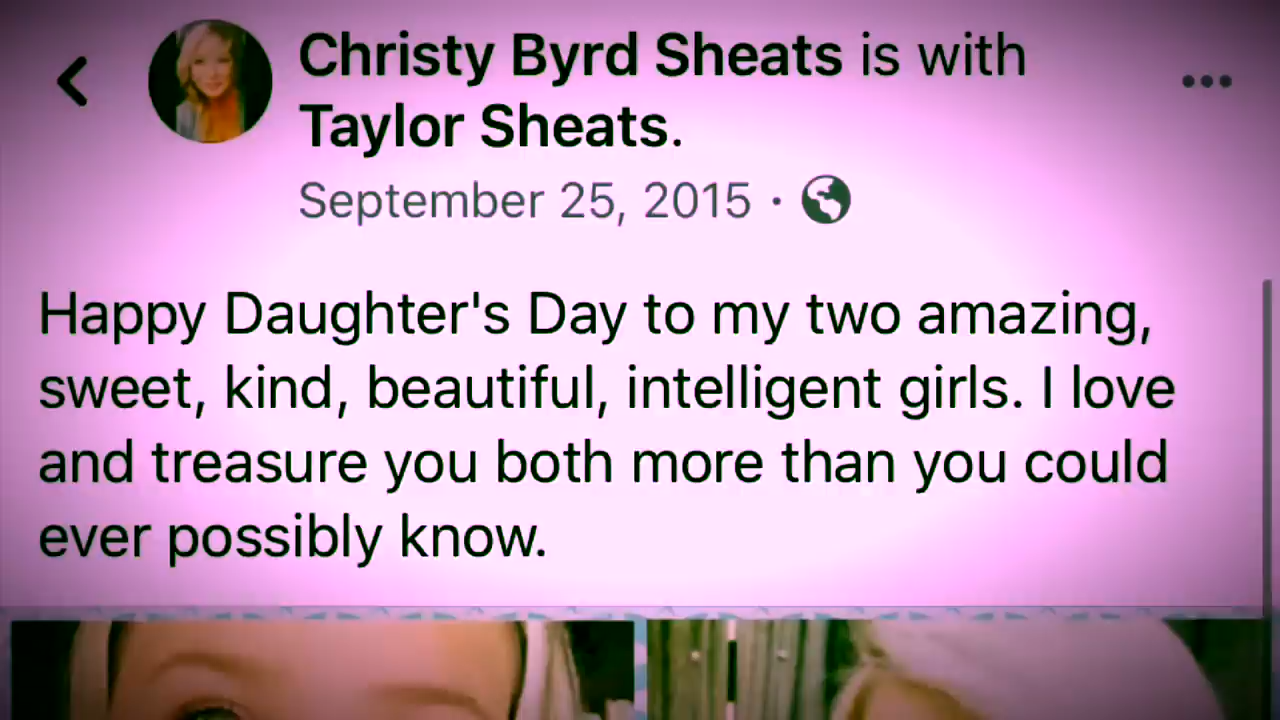 Christy Byrd Sheats is with
Taylor Sheats.
September 25, 2015 ·
Happy Daughter's Day to my two amazing,
sweet, kind, beautiful, intelligent girls. I love
and treasure you both more than you could
ever possibly know.